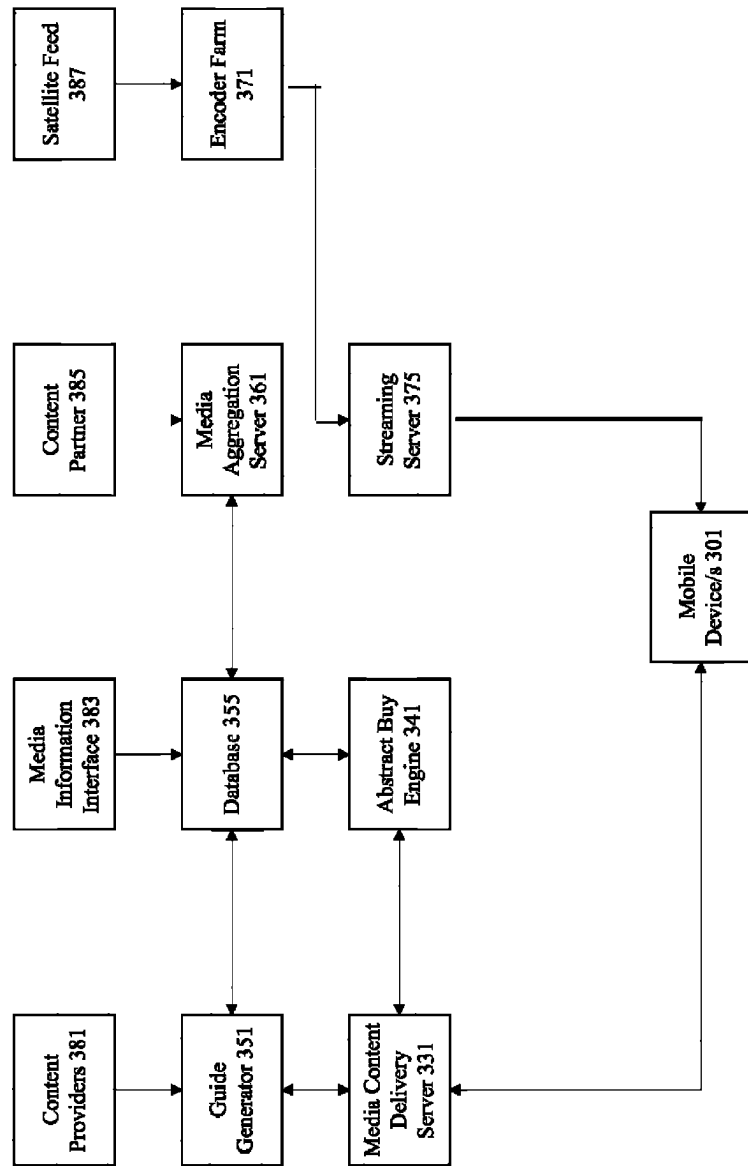 Content
Providers 381
Media
Information
Interface 383
Content
Partner 385
Satellite Feed
387
Guide
Generator 351
Database 355
Media
Aggregation
Server 361
Encoder Farm
371
Media Content
Delivery
Server 331
Abstract Buy
Engine 341
Streaming
Server 375
Mobile
Device/s 301